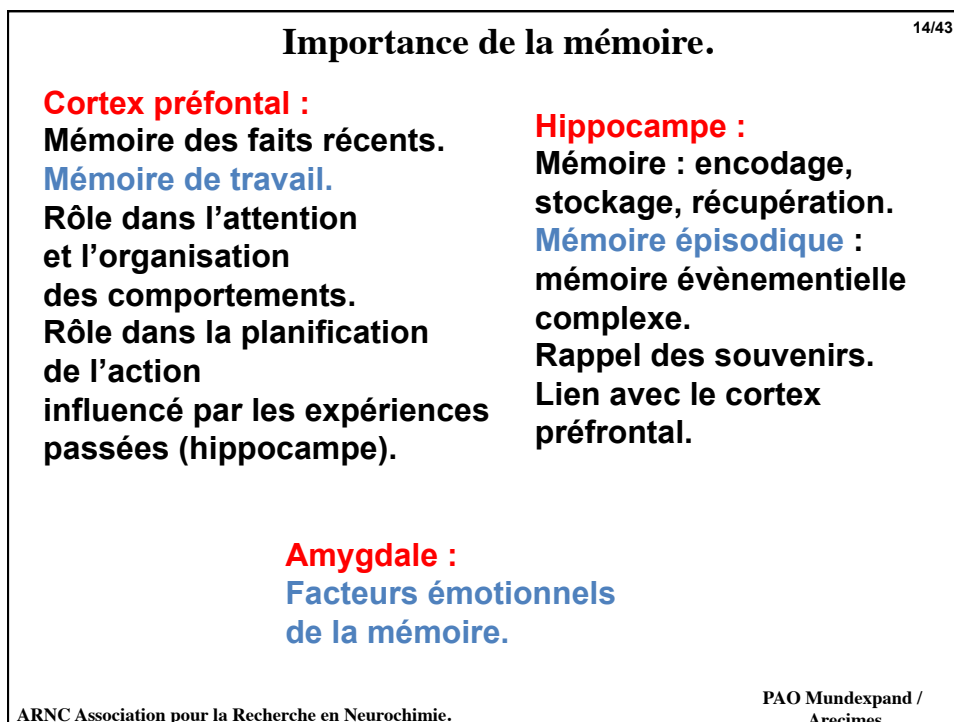 14/43
Importance de la mémoire.
Cortex préfontal :
Mémoire des faits récents.
Mémoire de travail.
Rôle dans l’attention
et l’organisation
des comportements.
Rôle dans la planification
de l’action
influencé par les expériences
passées (hippocampe).
Hippocampe :
Mémoire : encodage,
stockage, récupération.
Mémoire épisodique :
mémoire évènementielle
complexe.
Rappel des souvenirs.
Lien avec le cortex
préfrontal.
Amygdale :
Facteurs émotionnels
de la mémoire.
ARNC Association pour la Recherche en Neurochimie.
PAO Mundexpand /
Arecimes